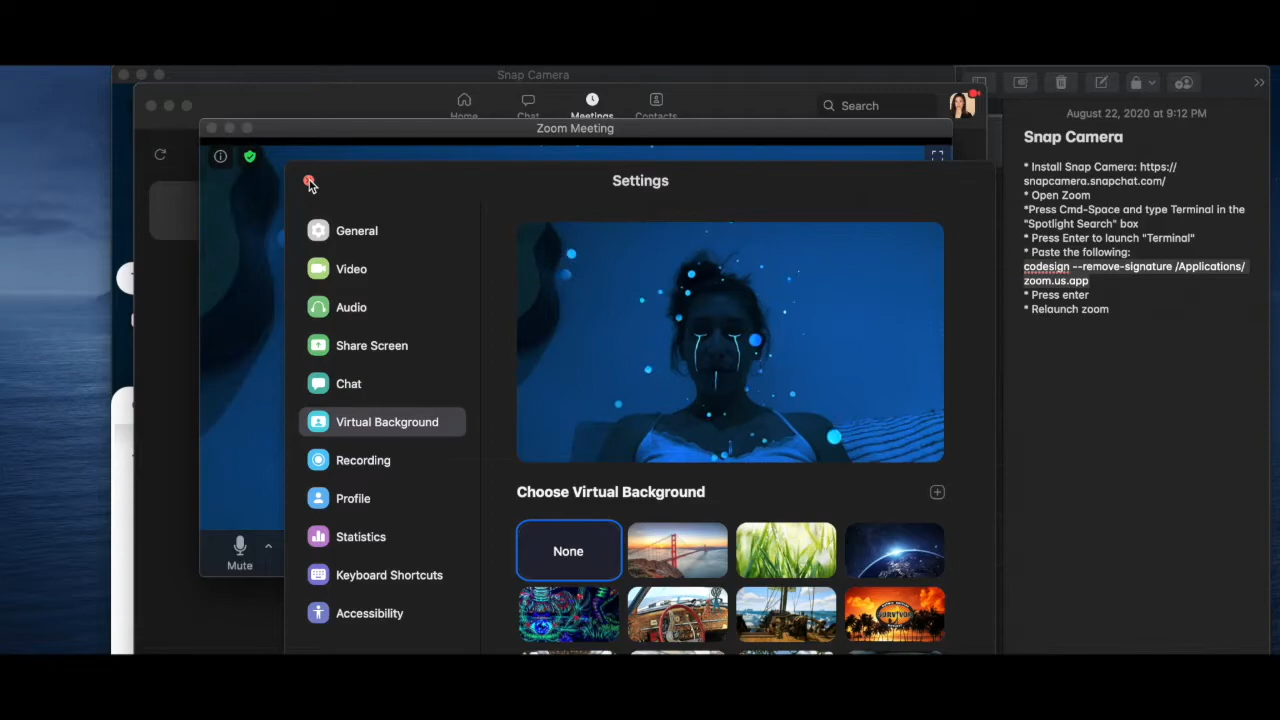 Snap Camera
Home
Chat
Meetings
Contacts
Search
Zoom Meeting
Settings
General
Video
Audio
Share Screen
Chat
Virtual Background
Recording
Profile
Statistics
Keyboard Shortcuts
Accessibility
Mute
Choose Virtual Background
None
SURVIVOR
August 22, 2020 at 9:12 PM
Snap Camera
* Install Snap Camera: https://
snapcamera.snapchat.com/
* Open Zoom
*Press Cmd-Space and type Terminal in the
"Spotlight Search" box
* Press Enter to launch "Terminal"
* Paste the following:
codesign --remove-signature /Applications/
zoom.us.app
* Press enter
* Relaunch zoom